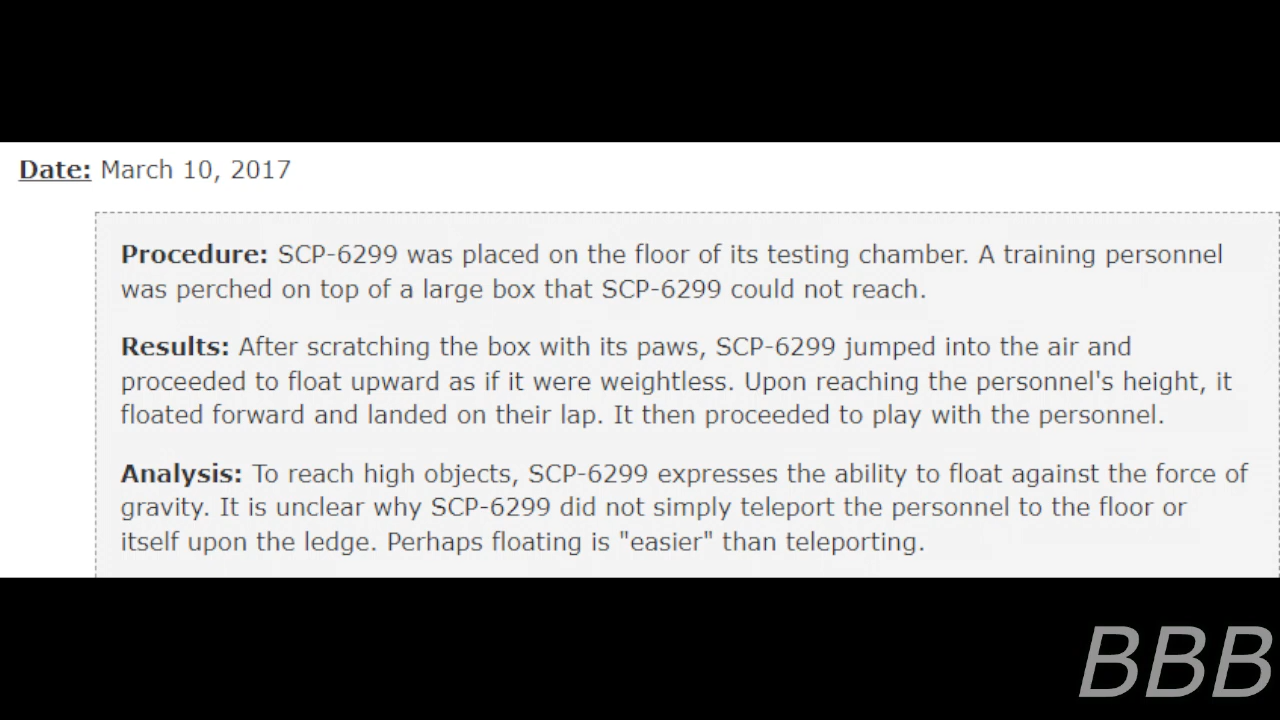 Date: March 10, 2017
Procedure: SCP-6299 was placed on the floor of its testing chamber. A training personnel
was perched on top of a large box that SCP-6299 could not reach.
Results: After scratching the box with its paws, SCP-6299 jumped into the air and
proceeded to float upward as if it were weightless. Upon reaching the personnel's height, it
floated forward and landed on their lap. It then proceeded to play with the personnel.
Analysis: To reach high objects, SCP-6299 expresses the ability to float against the force of
gravity. It is unclear why SCP-6299 did not simply teleport the personnel to the floor or
itself upon the ledge. Perhaps floating is "easier" than teleporting.
BBB